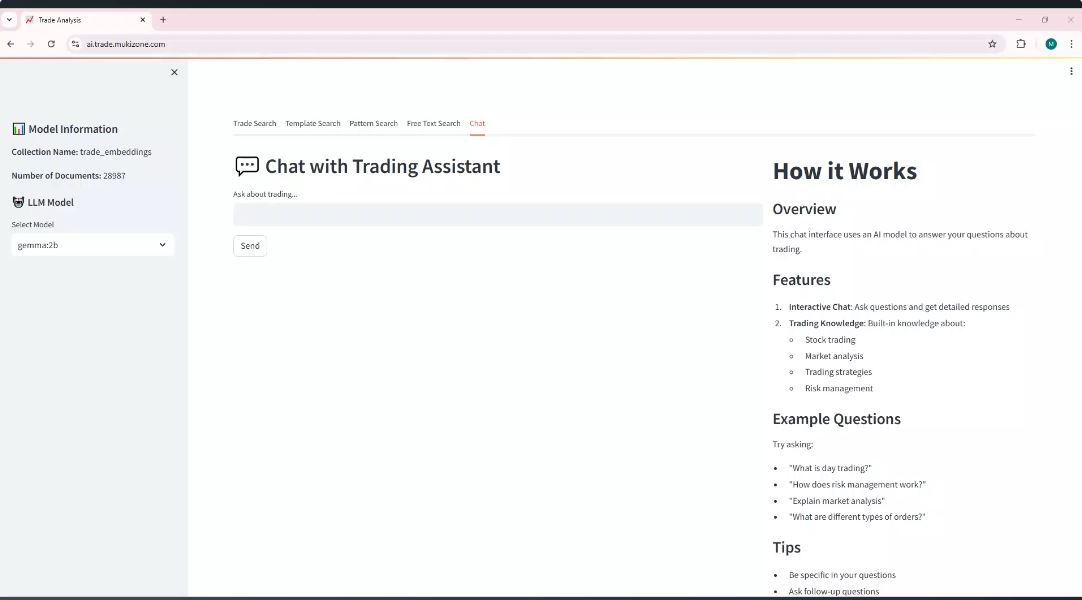 Trade Analysis
ai.trade.mukizone.com
M
Model Information
Collection Name: trade_embeddings
Number of Documents: 28987
LLM Model
Select Model
gemma:2b
Trade Search Template Search Pattern Search Free Text Search Chat
Chat with Trading Assistant
Ask about trading...
Send
How it Works
Overview
This chat interface uses an AI model to answer your questions about
trading.
Features
1. Interactive Chat: Ask questions and get detailed responses
2. Trading Knowledge: Built-in knowledge about:
Stock trading
Market analysis
Trading strategies
Risk management
Example Questions
Try asking:
"What is day trading?"
"How does risk management work?"
"Explain market analysis"
"What are different types of orders?"
Tips
Be specific in your questions
Ask follow-up questions